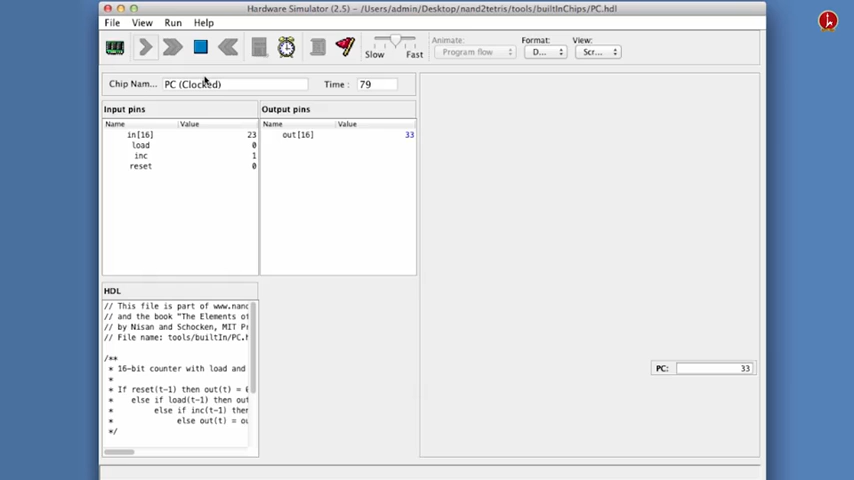 Hardware Simulator (2.5) - /Users/admin/Desktop/nand2tetris/tools/builtInChips/PC.hdl
File View Run Help
Animate: Format: View:
Slow Fast Program flow D... Scr...
Chip Nam... PC (Clocked) Time : 79
Input pins Output pins
Name Value Name Value
in[16] 23 out[16] 33
load 0
inc 1
reset 0
HDL
// This file is part of www.nand
// and the book "The Elements of
// by Nisan and Schocken, MIT Pr
// File name: tools/builtIn/PC.h
/**
* 16-bit counter with load and
*
* If reset(t-1) then out(t) = 0
* else if load(t-1) then out
* else if inc(t-1) then
* else out(t) = ou
*/
PC: 33